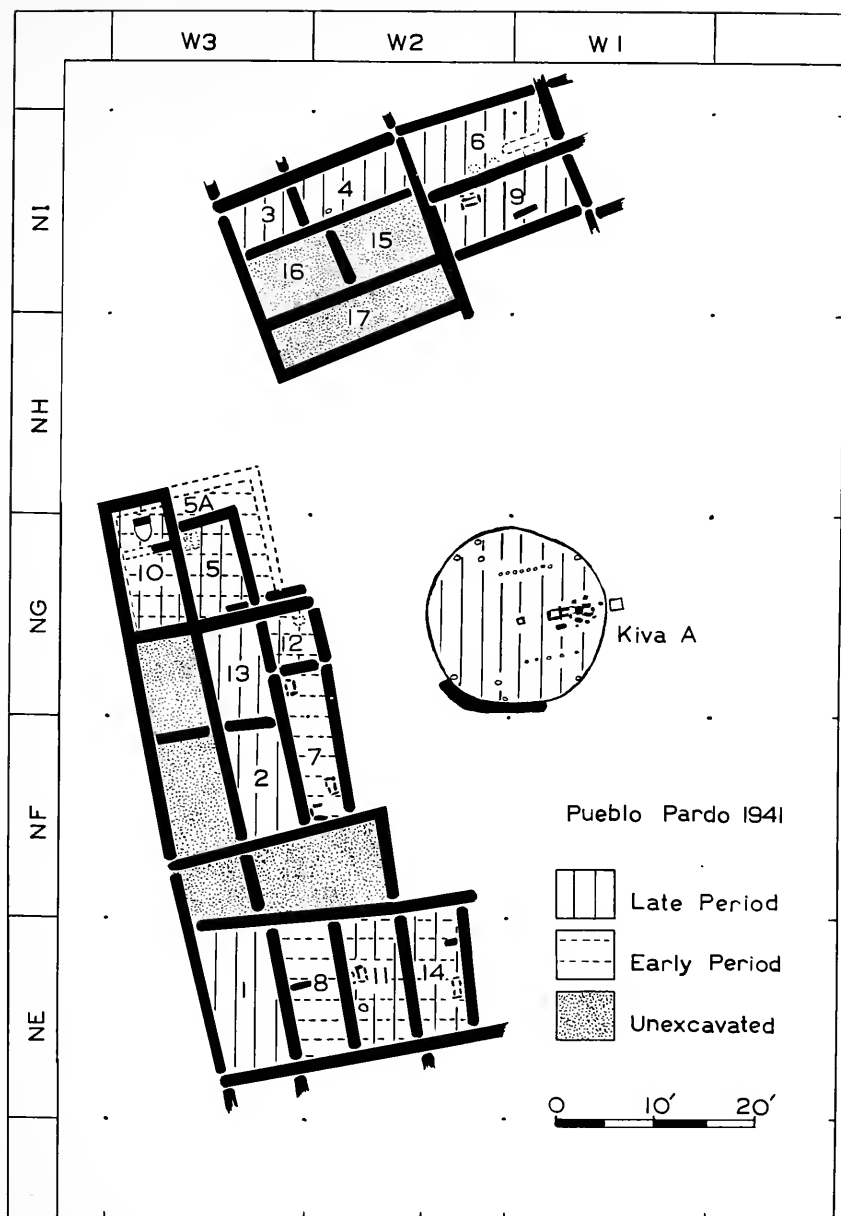 W3 W2 W1
NI
NH
NG
NF
NE
6
4
3
9
15
16
17
5A
10
5
12
13
7
2
Kiva A
1
8
11
14
Pueblo Pardo 1941
Late Period
Early Period
Unexcavated
0 10' 20'